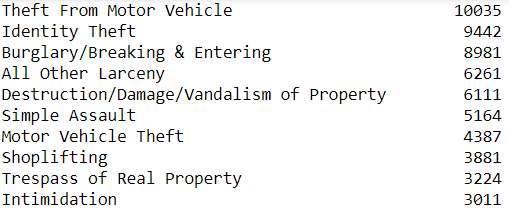 Theft From Motor Vehicle 10035
Identity Theft 9442
Burglary/Breaking & Entering 8981
All Other Larceny 6261
Destruction/Damage/Vandalism of Property 6111
Simple Assault 5164
Motor Vehicle Theft 4387
Shoplifting 3881
Trespass of Real Property 3224
Intimidation 3011